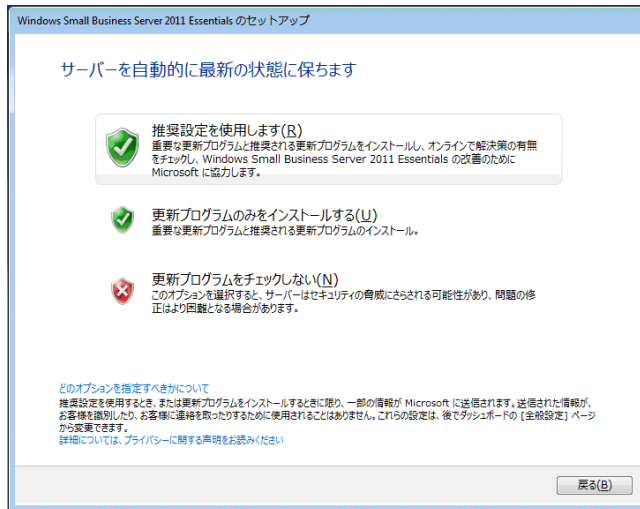 Windows Small Business Server 2011 Essentials のセットアップ
サーバーを自動的に最新の状態に保ちます
推奨設定を使用します(R)
重要な更新プログラムと推奨される更新プログラムをインストールし、オンラインで解決策の有無
をチェックし、Windows Small Business Server 2011 Essentials の改善のために
Microsoft に協力します。
更新プログラムのみをインストールする(U)
重要な更新プログラムと推奨される更新プログラムのインストール。
更新プログラムをチェックしない(N)
このオプションを選択すると、サーバーはセキュリティの脅威にさらされる可能性があり、問題の修
正はより困難となる場合があります。
どのオプションを指定すべきかについて
推奨設定を使用するとき、または更新プログラムをインストールするときに限り、一部の情報が Microsoft に送信されます。送信された情報が、
お客様を識別したり、お客様に連絡を取ったりするために使用されることはありません。これらの設定は、後でダッシュボードの [全般設定] ページ
から変更できます。
詳細については、プライバシーに関する声明をお読みください
戻る(B)